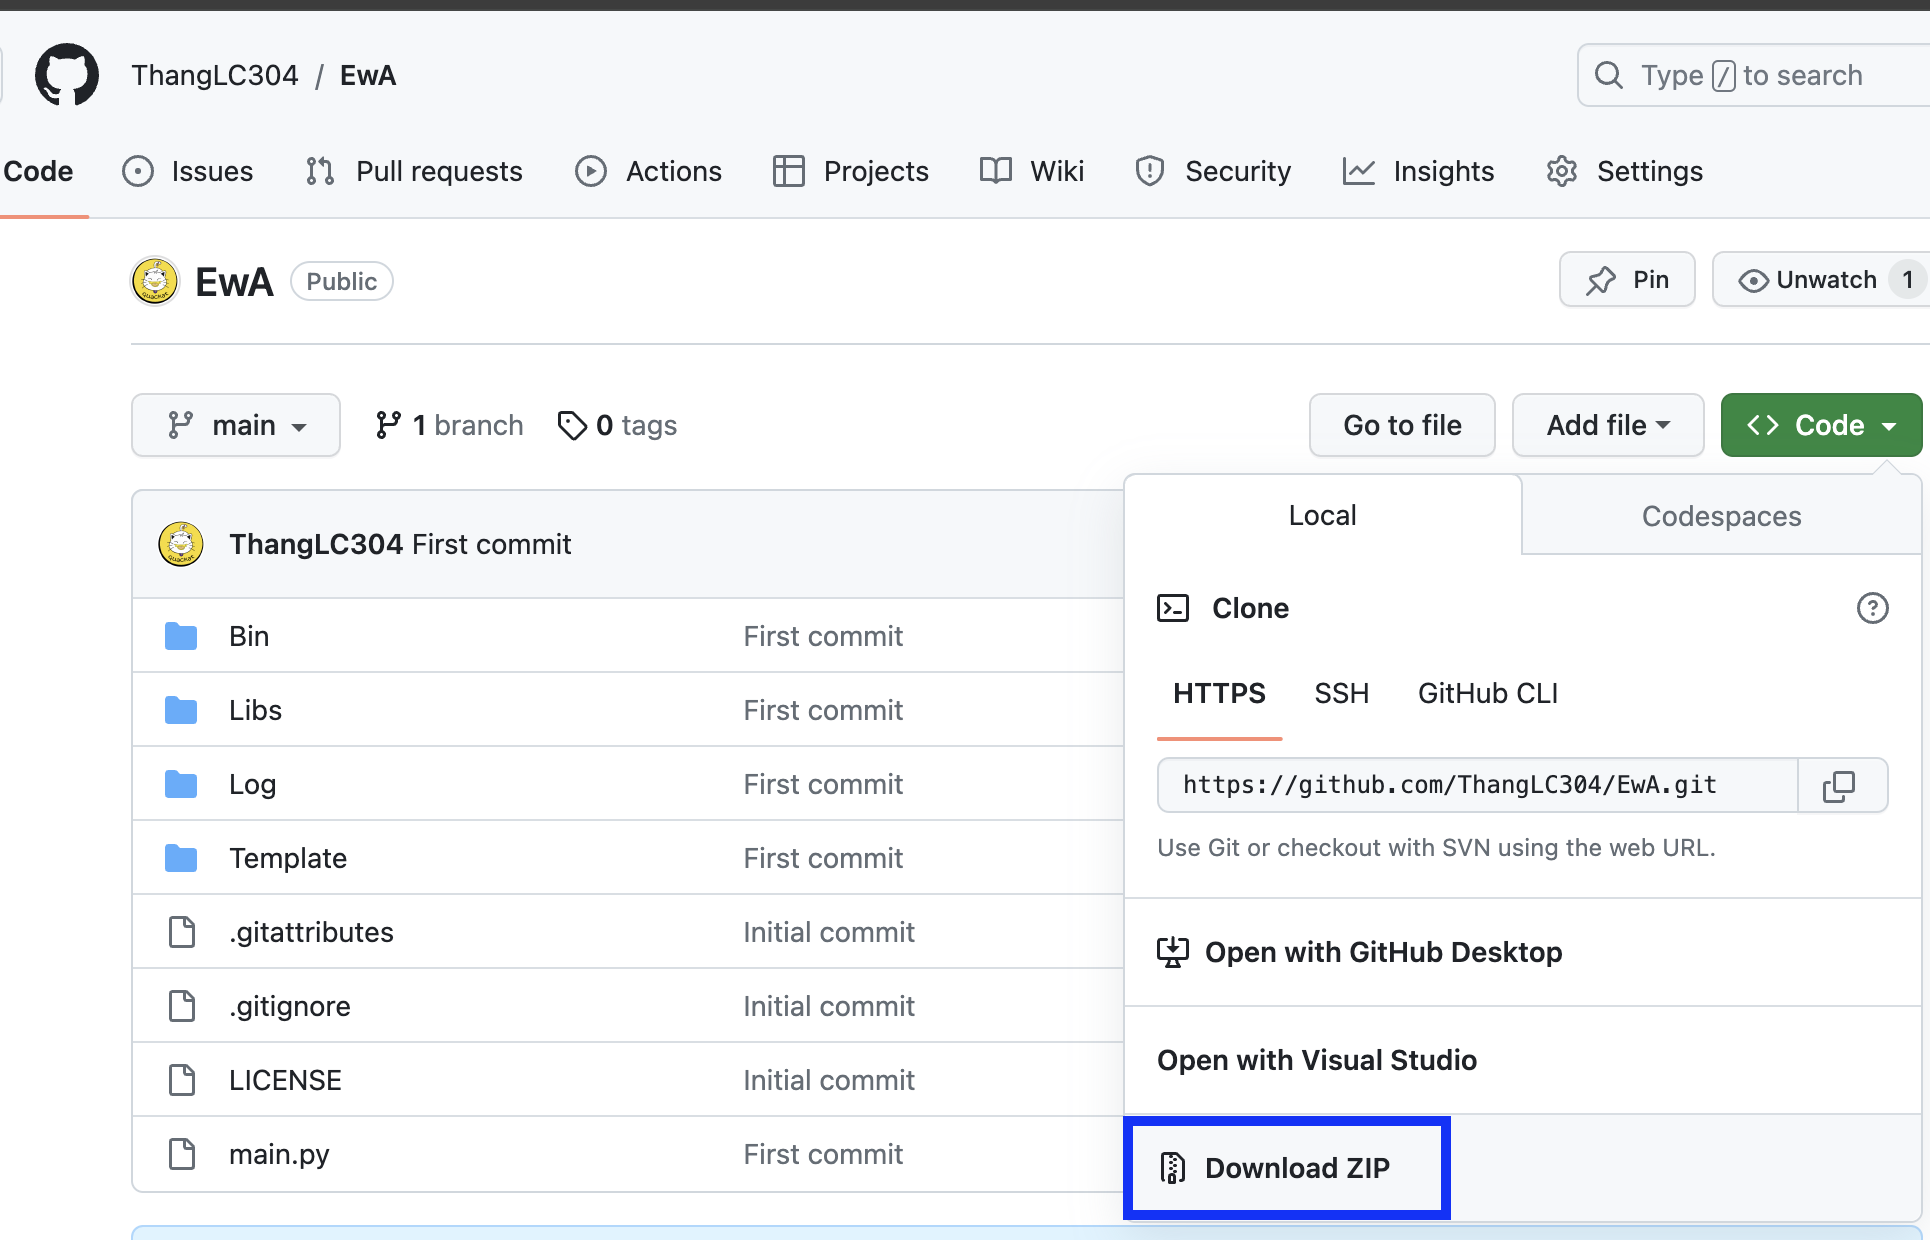 ThangLC304 / EwA
Type / to search
Code Issues Pull requests Actions Projects Wiki Security Insights Settings
EwA Public
Pin Unwatch 1
main 1 branch 0 tags
Go to file Add file Code
ThangLC304 First commit
Bin First commit
Libs First commit
Log First commit
Template First commit
.gitattributes Initial commit
.gitignore Initial commit
LICENSE Initial commit
main.py First commit
Local Codespaces
Clone
HTTPS SSH GitHub CLI
https://github.com/ThangLC304/EwA.git
Use Git or checkout with SVN using the web URL.
Open with GitHub Desktop
Open with Visual Studio
Download ZIP